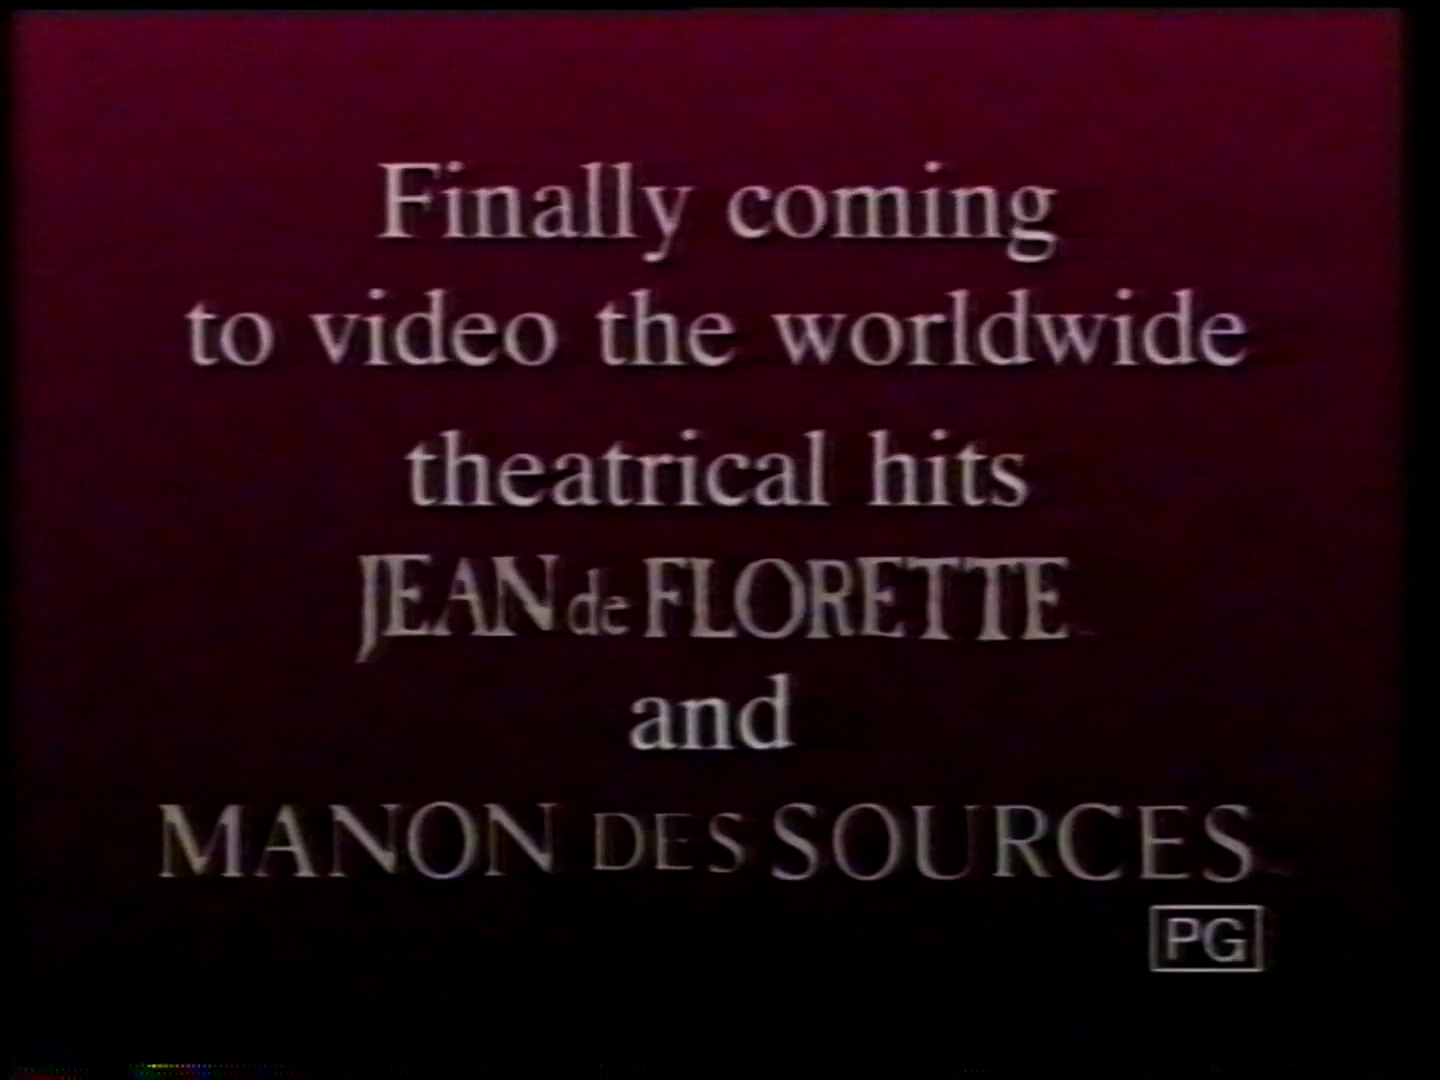 Finally coming
to video the worldwide
theatrical hits
JEAN de FLORETTE
and
MANON DES SOURCES
PG